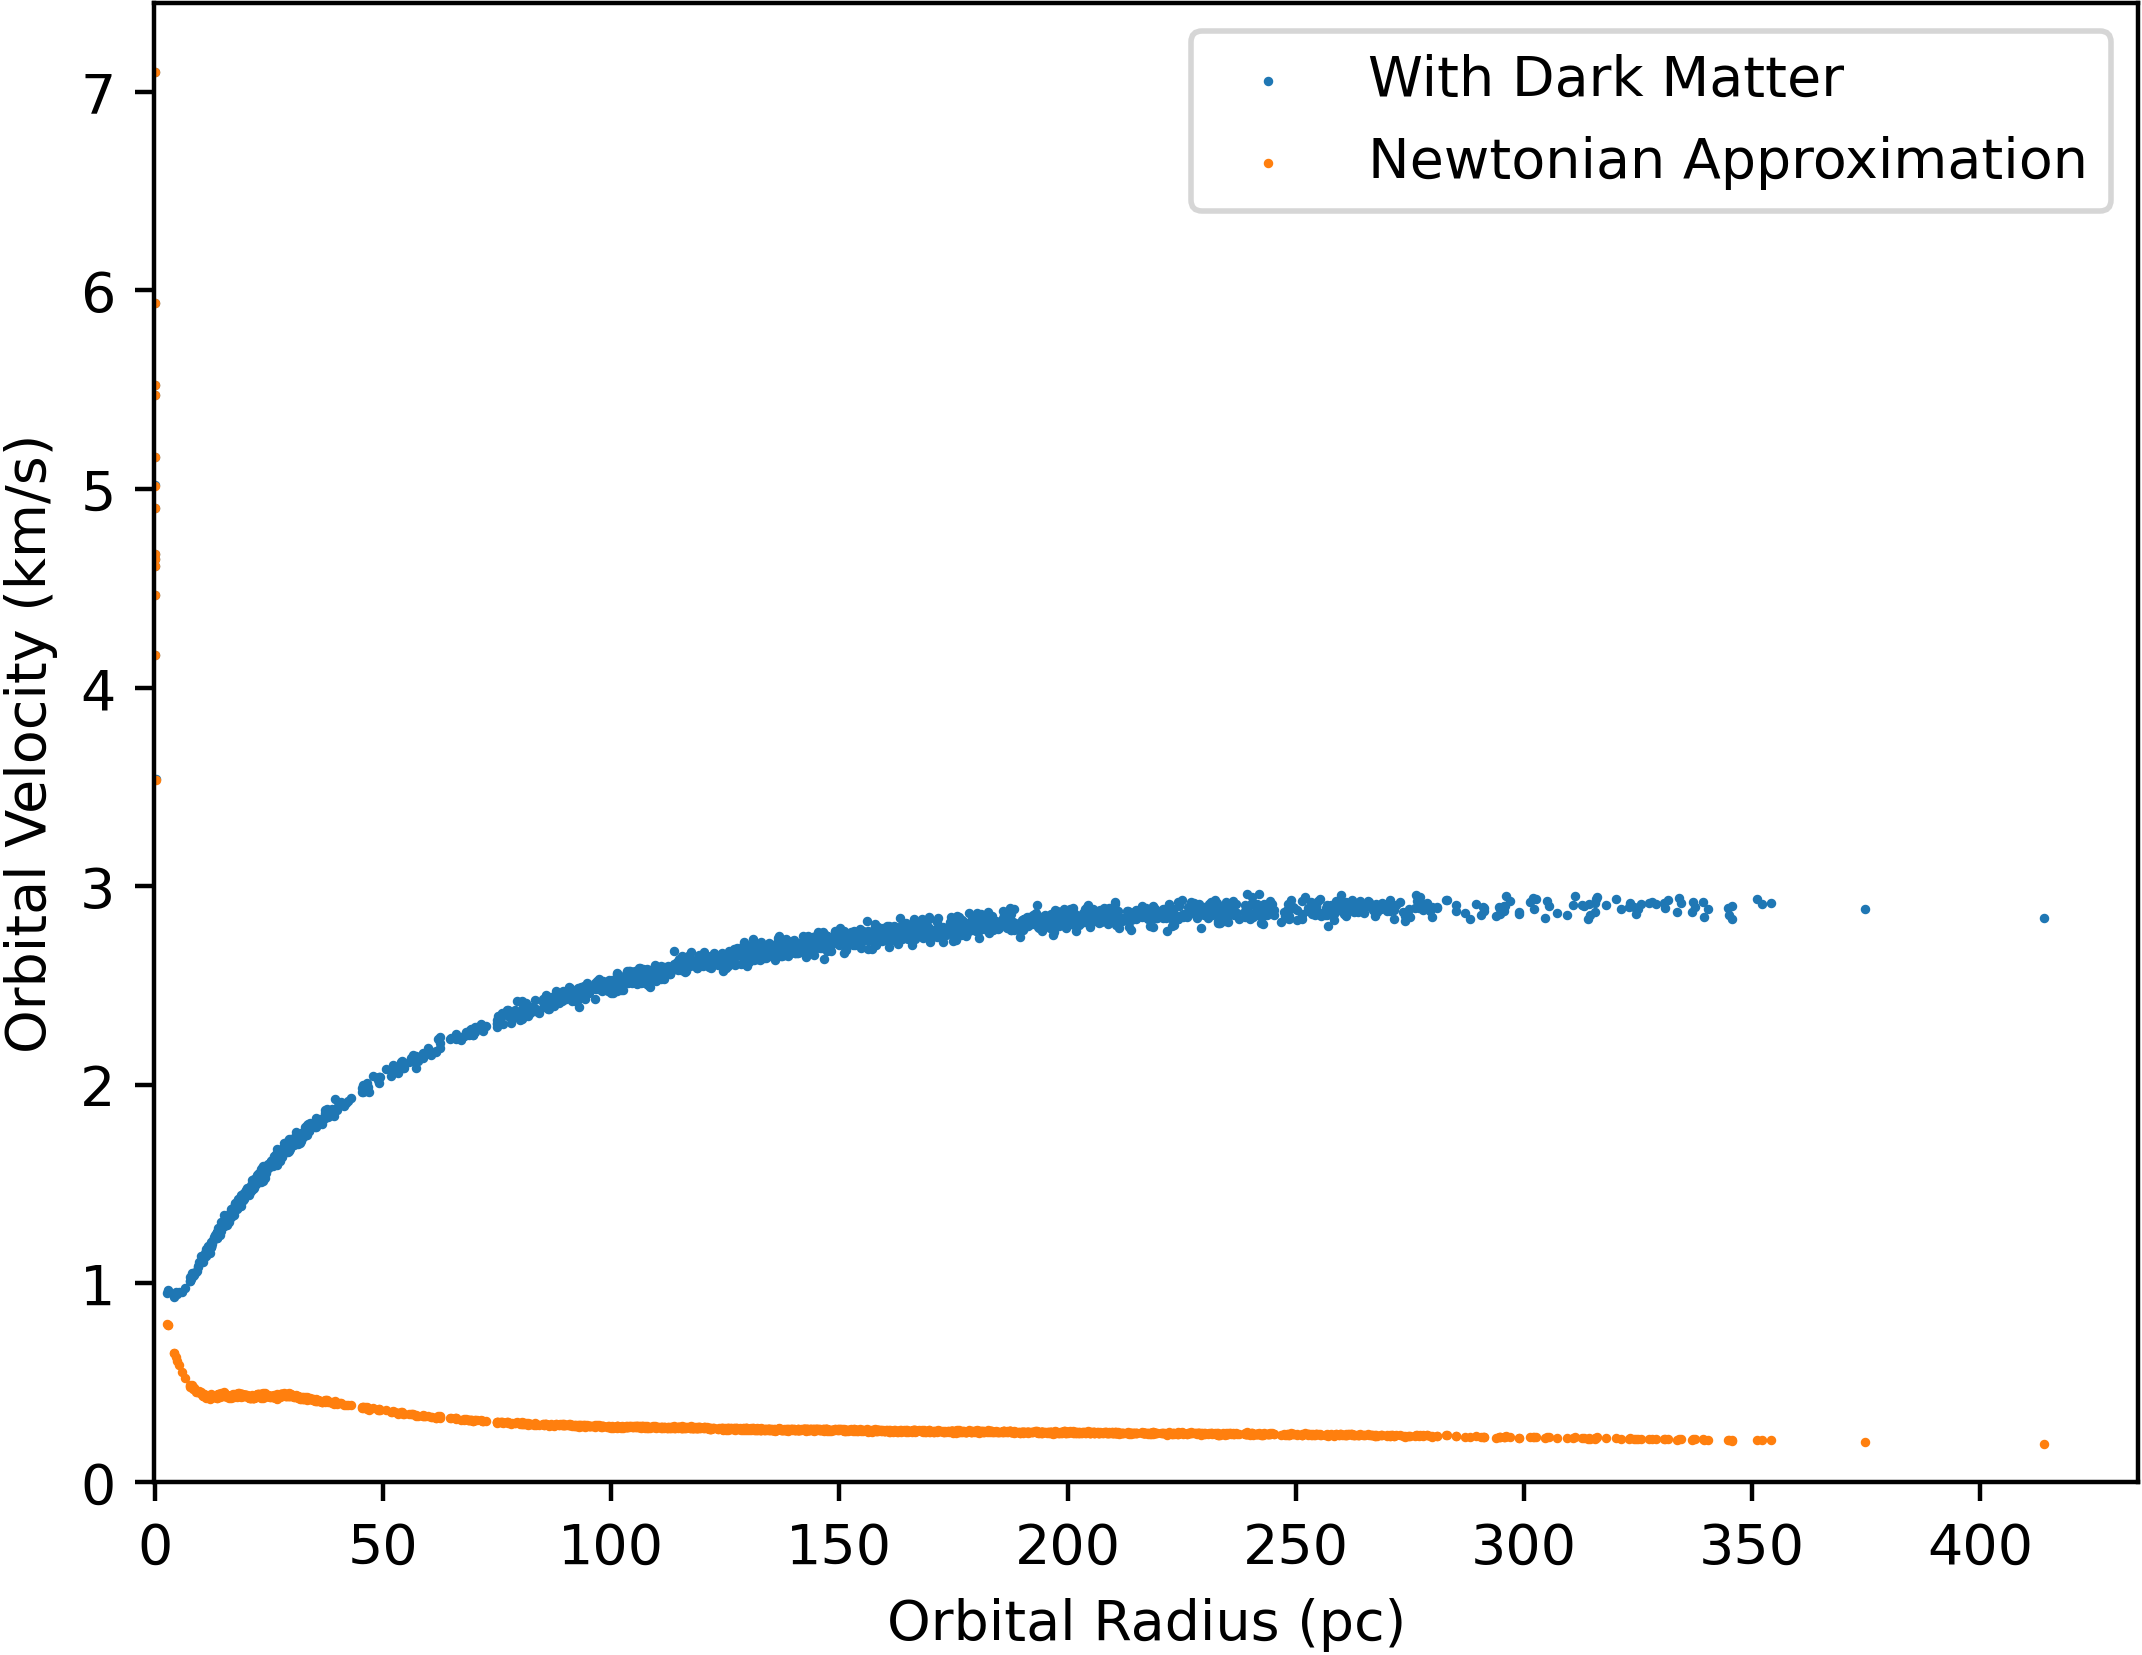 With Dark Matter
Newtonian Approximation
7
6
5
4
3
2
1
0
Orbital Velocity (km/s)
0 50 100 150 200 250 300 350 400
Orbital Radius (pc)